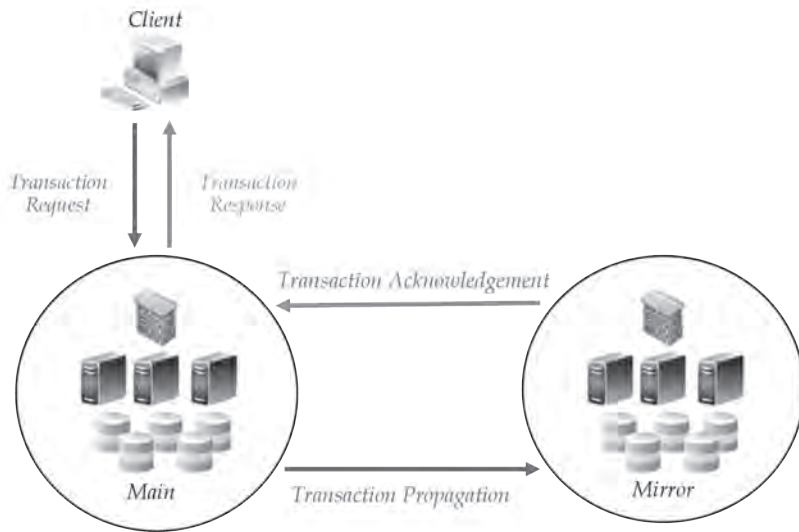 Client
Transaction
Request
Transaction
Response
Transaction Acknowledgement
Main
Transaction Propagation
Mirror